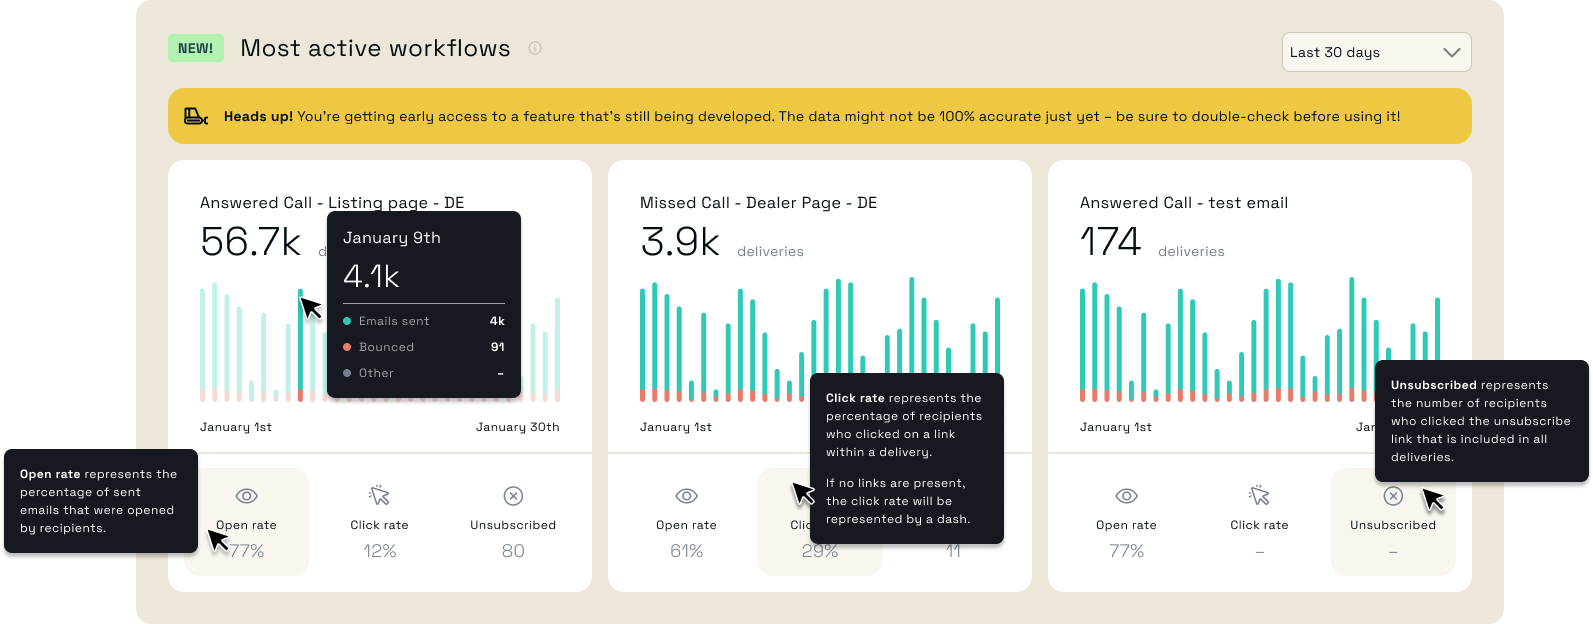 NEW! Most active workflows
Last 30 days
Heads up! You're getting early access to a feature that's still being developed. The data might not be 100% accurate just yet – be sure to double-check before using it!
Answered Call - Listing page - DE
56.7k
January 9th
4.1k
Emails sent 4k
Bounced 91
Other –
January 1st January 30th
Open rate represents the
percentage of sent
emails that were opened
by recipients.
Open rate
77%
Click rate
12%
Unsubscribed
80
Missed Call - Dealer Page - DE
3.9k deliveries
January 1st
Click rate represents the
percentage of recipients
who clicked on a link
within a delivery.
If no links are present,
the click rate will be
represented by a dash.
Open rate
61%
29%
11
Answered Call - test email
174 deliveries
January 1st
Unsubscribed represents
the number of recipients
who clicked the unsubscribe
link that is included in all
deliveries.
Open rate
77%
Click rate
–
Unsubscribed
–